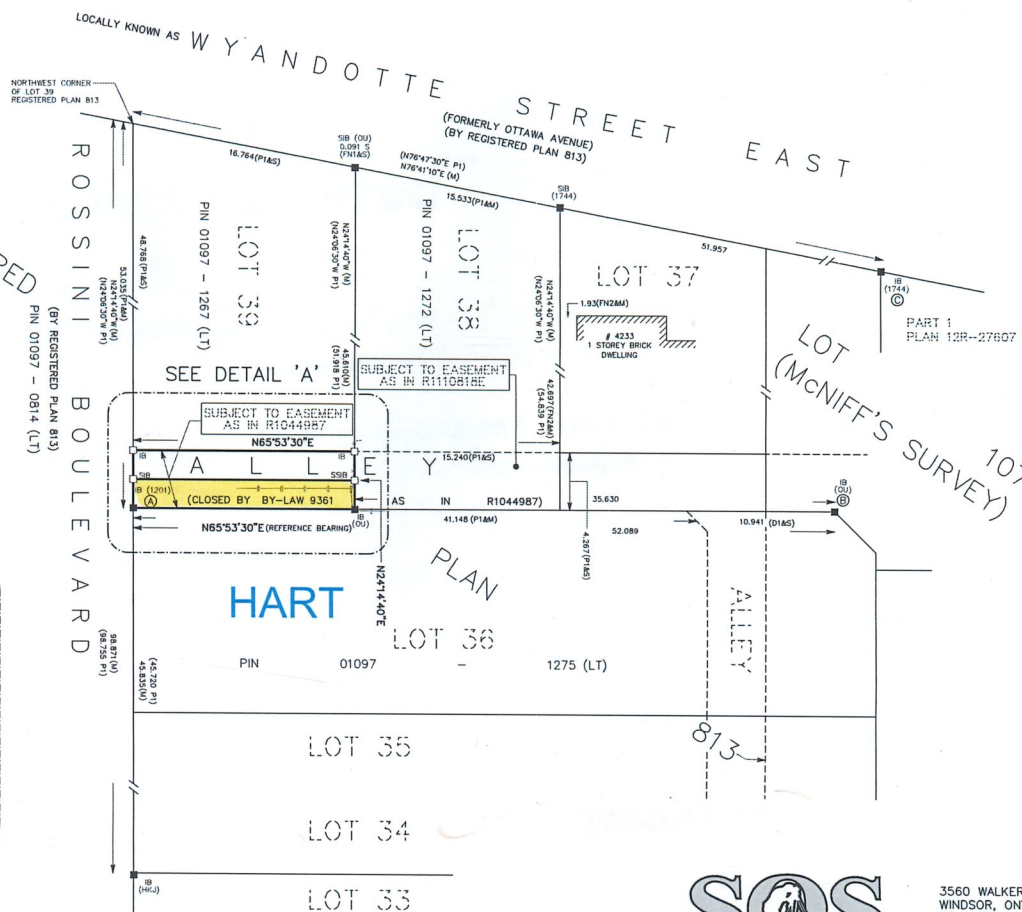 LOCALLY KNOWN AS WYANDOTTE STREET EAST
(FORMERLY OTTAWA AVENUE)
(BY REGISTERED PLAN 813)
NORTHWEST CORNER
OF LOT 39
REGISTERED PLAN 813
SIB (OU)
0.091 S
(FN1&S)
16.764(P1&S)
(N76°47'30"E P1)
N76°41'10"E (M)
15.533(P1&M)
SIB
(1744)
51.957
IB
(1744)
C
PART 1
PLAN 12R-27607
ROSSINI BOULEVARD
(BY REGISTERED PLAN 813)
PIN 01097 - 0814 (LT)
48.768(P1&S)
53.035(P1&M)
N24°14'40"W (M)
(N24°06'30"W P1)
PIN 01097 - 1267 (LT)
LOT 39
N24°14'40"W (M)
(N24°06'30"W P1)
45.610(M)
(51.918 P1)
PIN 01097 - 1272 (LT)
LOT 38
N24°14'40"W (M)
(N24°06'30"W P1)
42.697(FN2&M)
(54.839 P1)
LOT 37
1.93(FN2&M)
# 4233
1 STOREY BRICK
DWELLING
LOT
(McNIFF'S SURVEY)
SEE DETAIL 'A'
SUBJECT TO EASEMENT
AS IN R1110818E
SUBJECT TO EASEMENT
AS IN R1044987
N65°53'30"E
IB
IB
ALLEY
15.240(P1&S)
SIB
SSIB
IB (1201)
A
(CLOSED BY BY-LAW 9361 AS IN R1044987)
35.630
IB
(OU)
B
N65°53'30"E (REFERENCE BEARING)
IB
(OU)
41.148 (P1&M)
4.267(P1&S)
52.089
10.941 (D1&S)
N24°14'40"E
PLAN
HART
LOT 36
ALLEY
PIN 01097 - 1275 (LT)
98.871(M)
(98.755 P1)
(45.720 P1)
45.835(M)
813
LOT 35
LOT 34
IB
(HKJ)
LOT 33
SOS
3560 WALKER
WINDSOR, ON